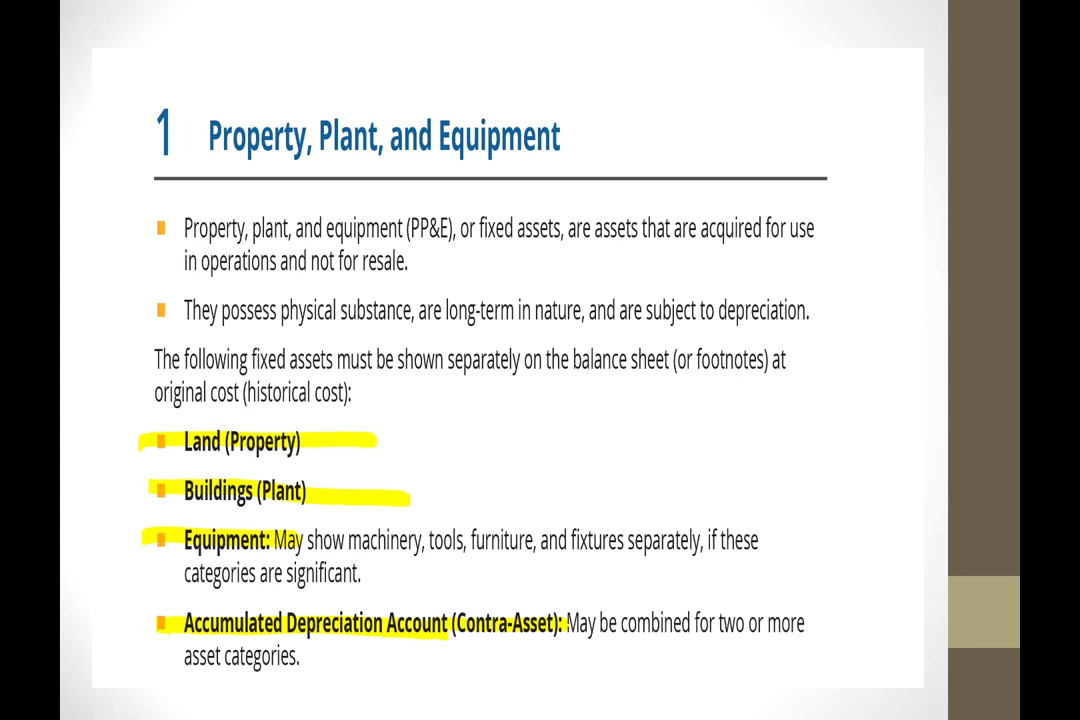 1 Property, Plant, and Equipment
Property, plant, and equipment (PP&E), or fixed assets, are assets that are acquired for use
in operations and not for resale.
They possess physical substance, are long-term in nature, and are subject to depreciation.
The following fixed assets must be shown separately on the balance sheet (or footnotes) at
original cost (historical cost):
Land (Property)
Buildings (Plant)
Equipment: May show machinery, tools, furniture, and fixtures separately, if these
categories are significant.
Accumulated Depreciation Account (Contra-Asset): May be combined for two or more
asset categories.